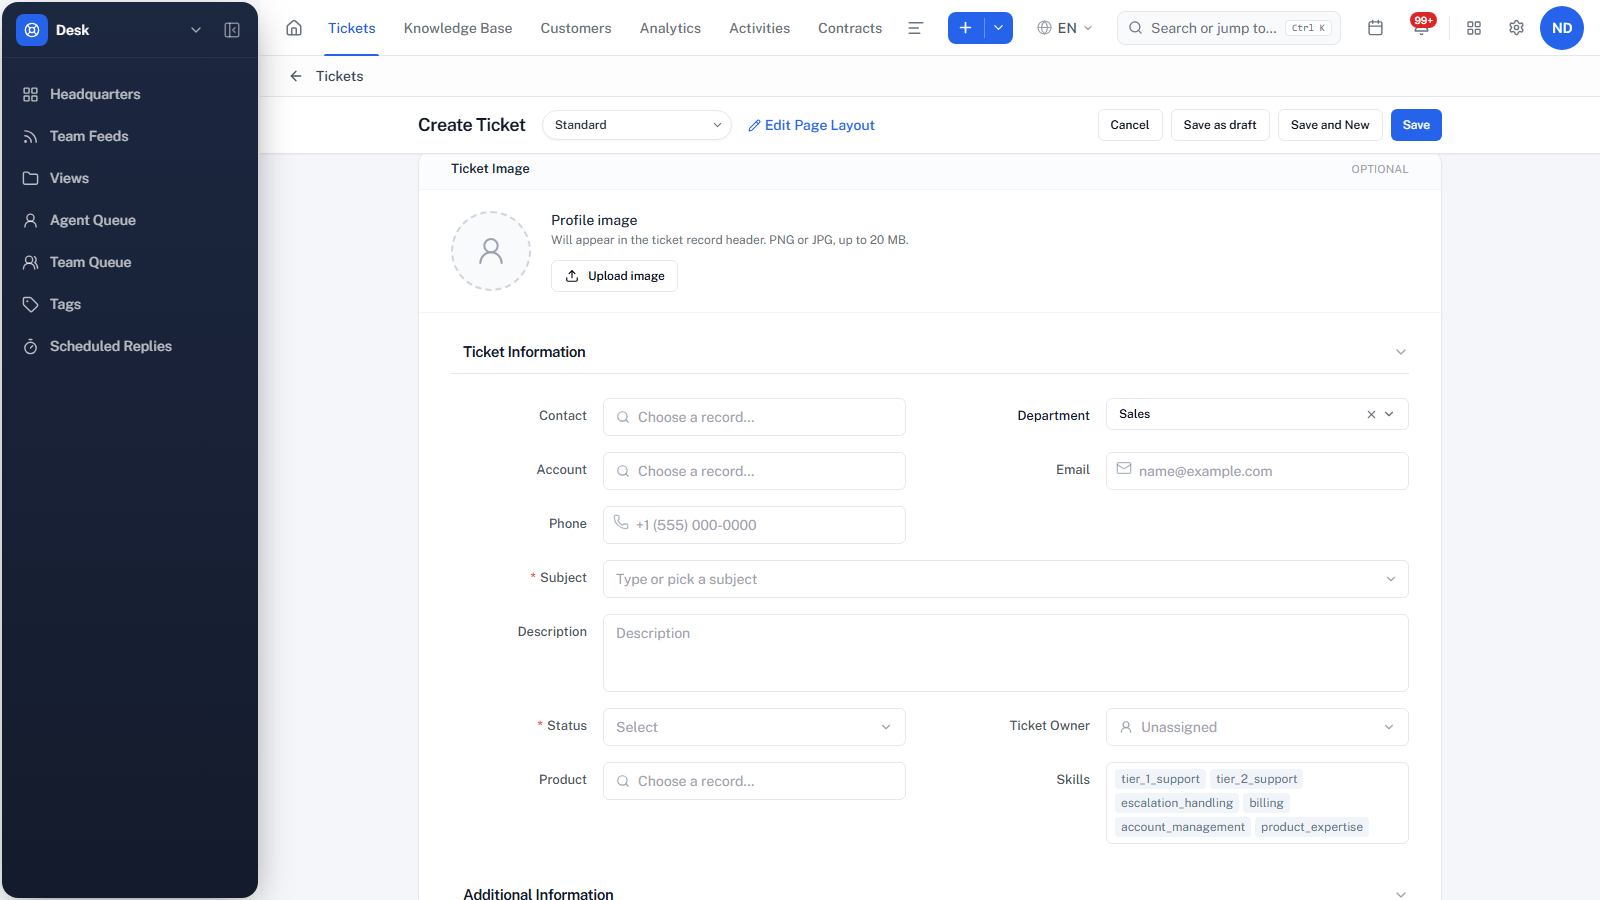 Desk
Headquarters
Team Feeds
Views
Agent Queue
Team Queue
Tags
Scheduled Replies
Tickets
Knowledge Base
Customers
Analytics
Activities
Contracts
EN
Search or jump to...
Ctrl K
99+
ND
Tickets
Create Ticket
Standard
Edit Page Layout
Cancel
Save as draft
Save and New
Save
Ticket Image
OPTIONAL
Profile image
Will appear in the ticket record header. PNG or JPG, up to 20 MB.
Upload image
Ticket Information
Contact
Choose a record...
Department
Sales
Account
Choose a record...
Email
name@example.com
Phone
+1 (555) 000-0000
* Subject
Type or pick a subject
Description
Description
* Status
Select
Ticket Owner
Unassigned
Product
Choose a record...
Skills
tier_1_support tier_2_support
escalation_handling billing
account_management product_expertise
Additional Information